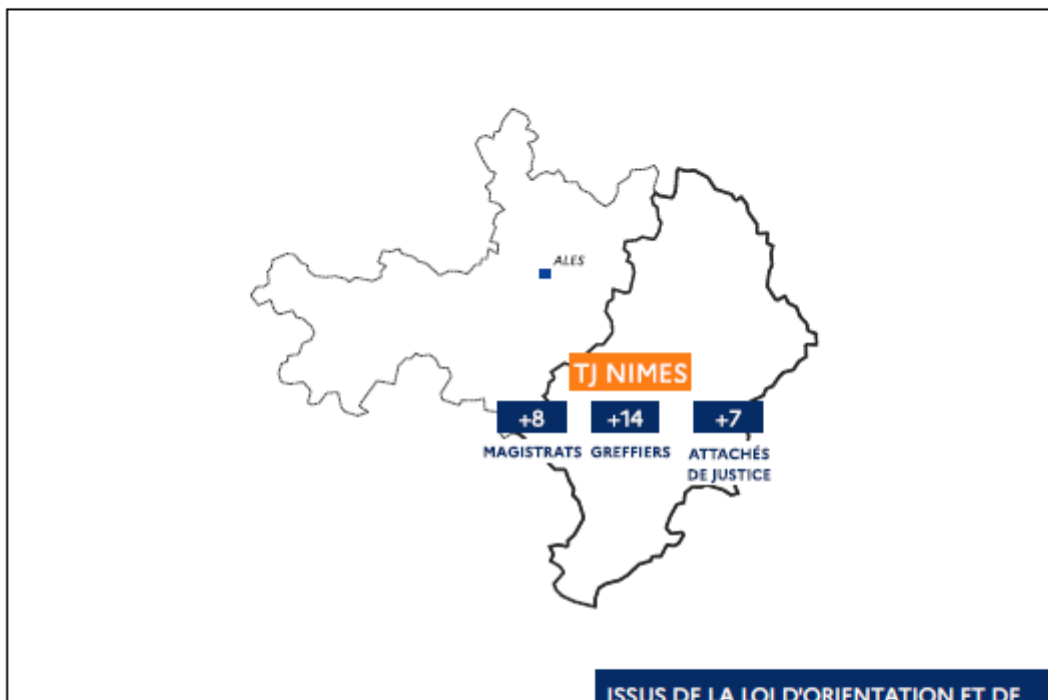 ALES
TJ NIMES
+8 +14 +7
MAGISTRATS GREFFIERS ATTACHÉS
DE JUSTICE
ISSUS DE LA LOI D'ORIENTATION ET DE